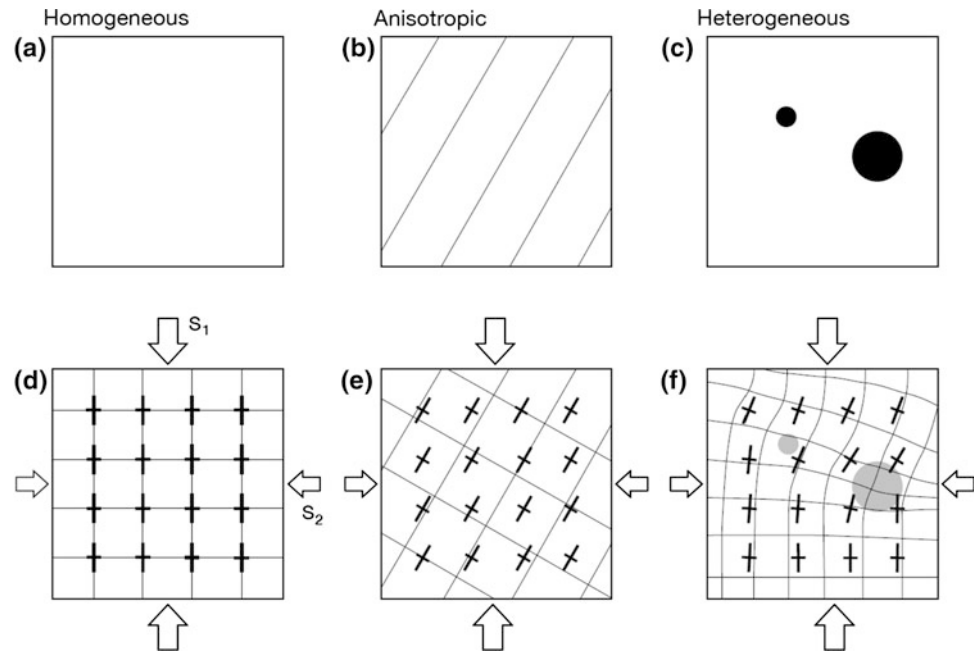 Homogeneous
Anisotropic
Heterogeneous
(a)
(b)
(c)
S1
(d)
(e)
(f)
S2